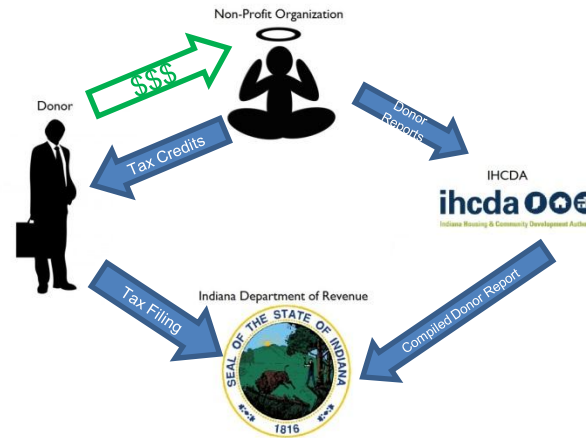 Non-Profit Organization
$$$
Donor
Donor
Reports
Tax Credits
IHCDA
ihcda
Indiana Housing & Community Development Autho
Tax Filing
Indiana Department of Revenue
Compiled Donor Report
SEAL OF THE STATE OF INDIANA
1816